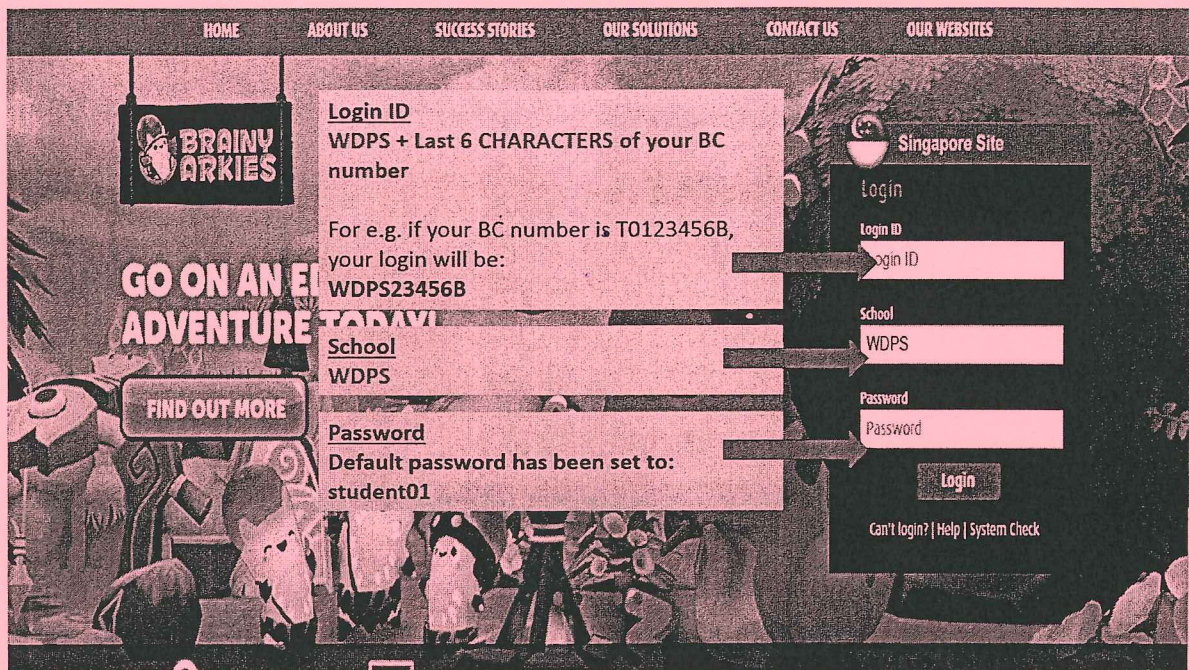 HOME ABOUT US SUCCESS STORIES OUR SOLUTIONS CONTACT US OUR WEBSITES
BRAINY
ARKIES
GO ON AN
ADVENTURE TODAY!
FIND OUT MORE
Login ID
WDPS + Last 6 CHARACTERS of your BC
number
For e.g. if your BC number is T0123456B,
your login will be:
WDPS23456B
School
WDPS
Password
Default password has been set to:
student01
Singapore Site
Login
Login ID
ogin ID
School
WDPS
Password
Password
Login
Can't login? | Help | System Check